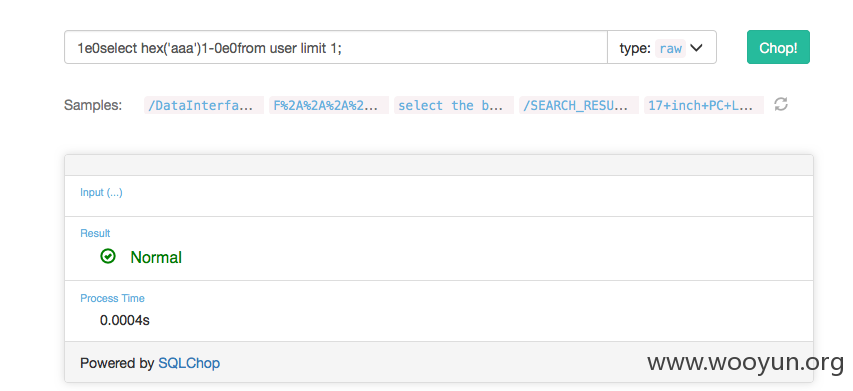 1e0select hex('aaa')1-0e0from user limit 1; type: raw Chop!
Samples: /DataInterfa... F%2A%2A%2A%2... select the b... /SEARCH_RESU... 17+inch+PC+L...
Input (...)
Result
Normal
Process Time
0.0004s
Powered by SQLChop
www.wooyun.org